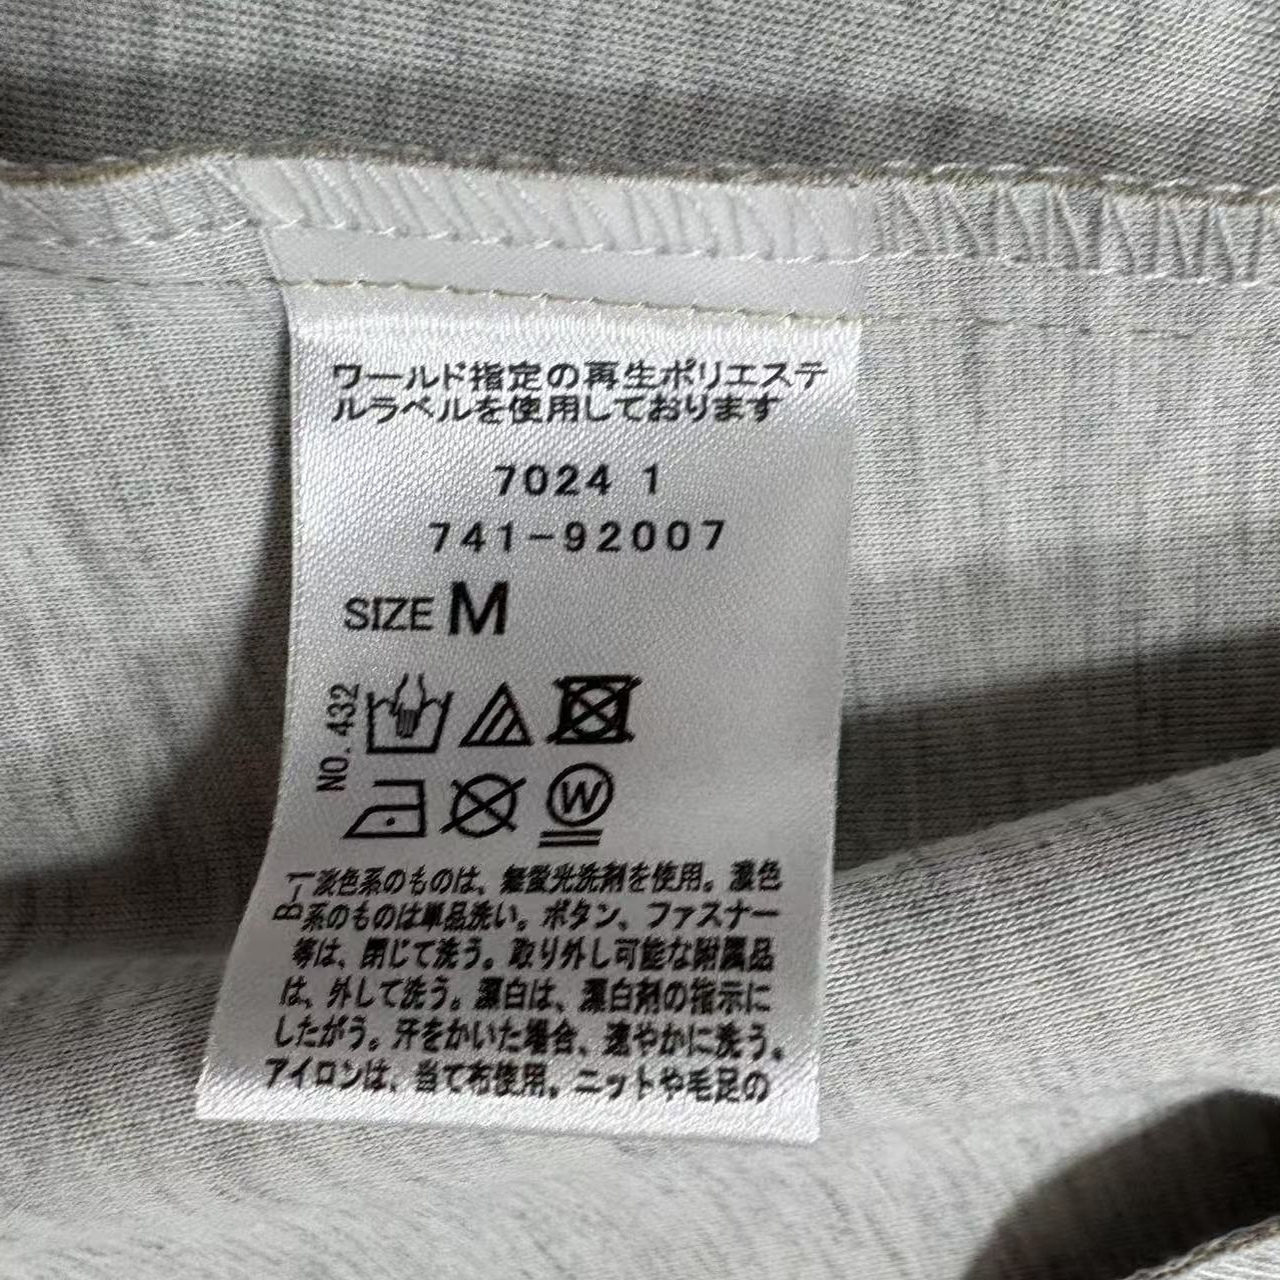 ワールド指定の再生ポリエステ
ルラベルを使用しております
7024 1
741-92007
SIZE M
NO. 432
W
B-1
淡色系のものは、無蛍光洗剤を使用。濃色
系のものは単品洗い。ボタン、ファスナー
等は、閉じて洗う。取り外し可能な附属品
は、外して洗う。漂白は、漂白剤の指示に
したがう。汗をかいた場合、速やかに洗う。
アイロンは、当て布使用。ニットや毛足の